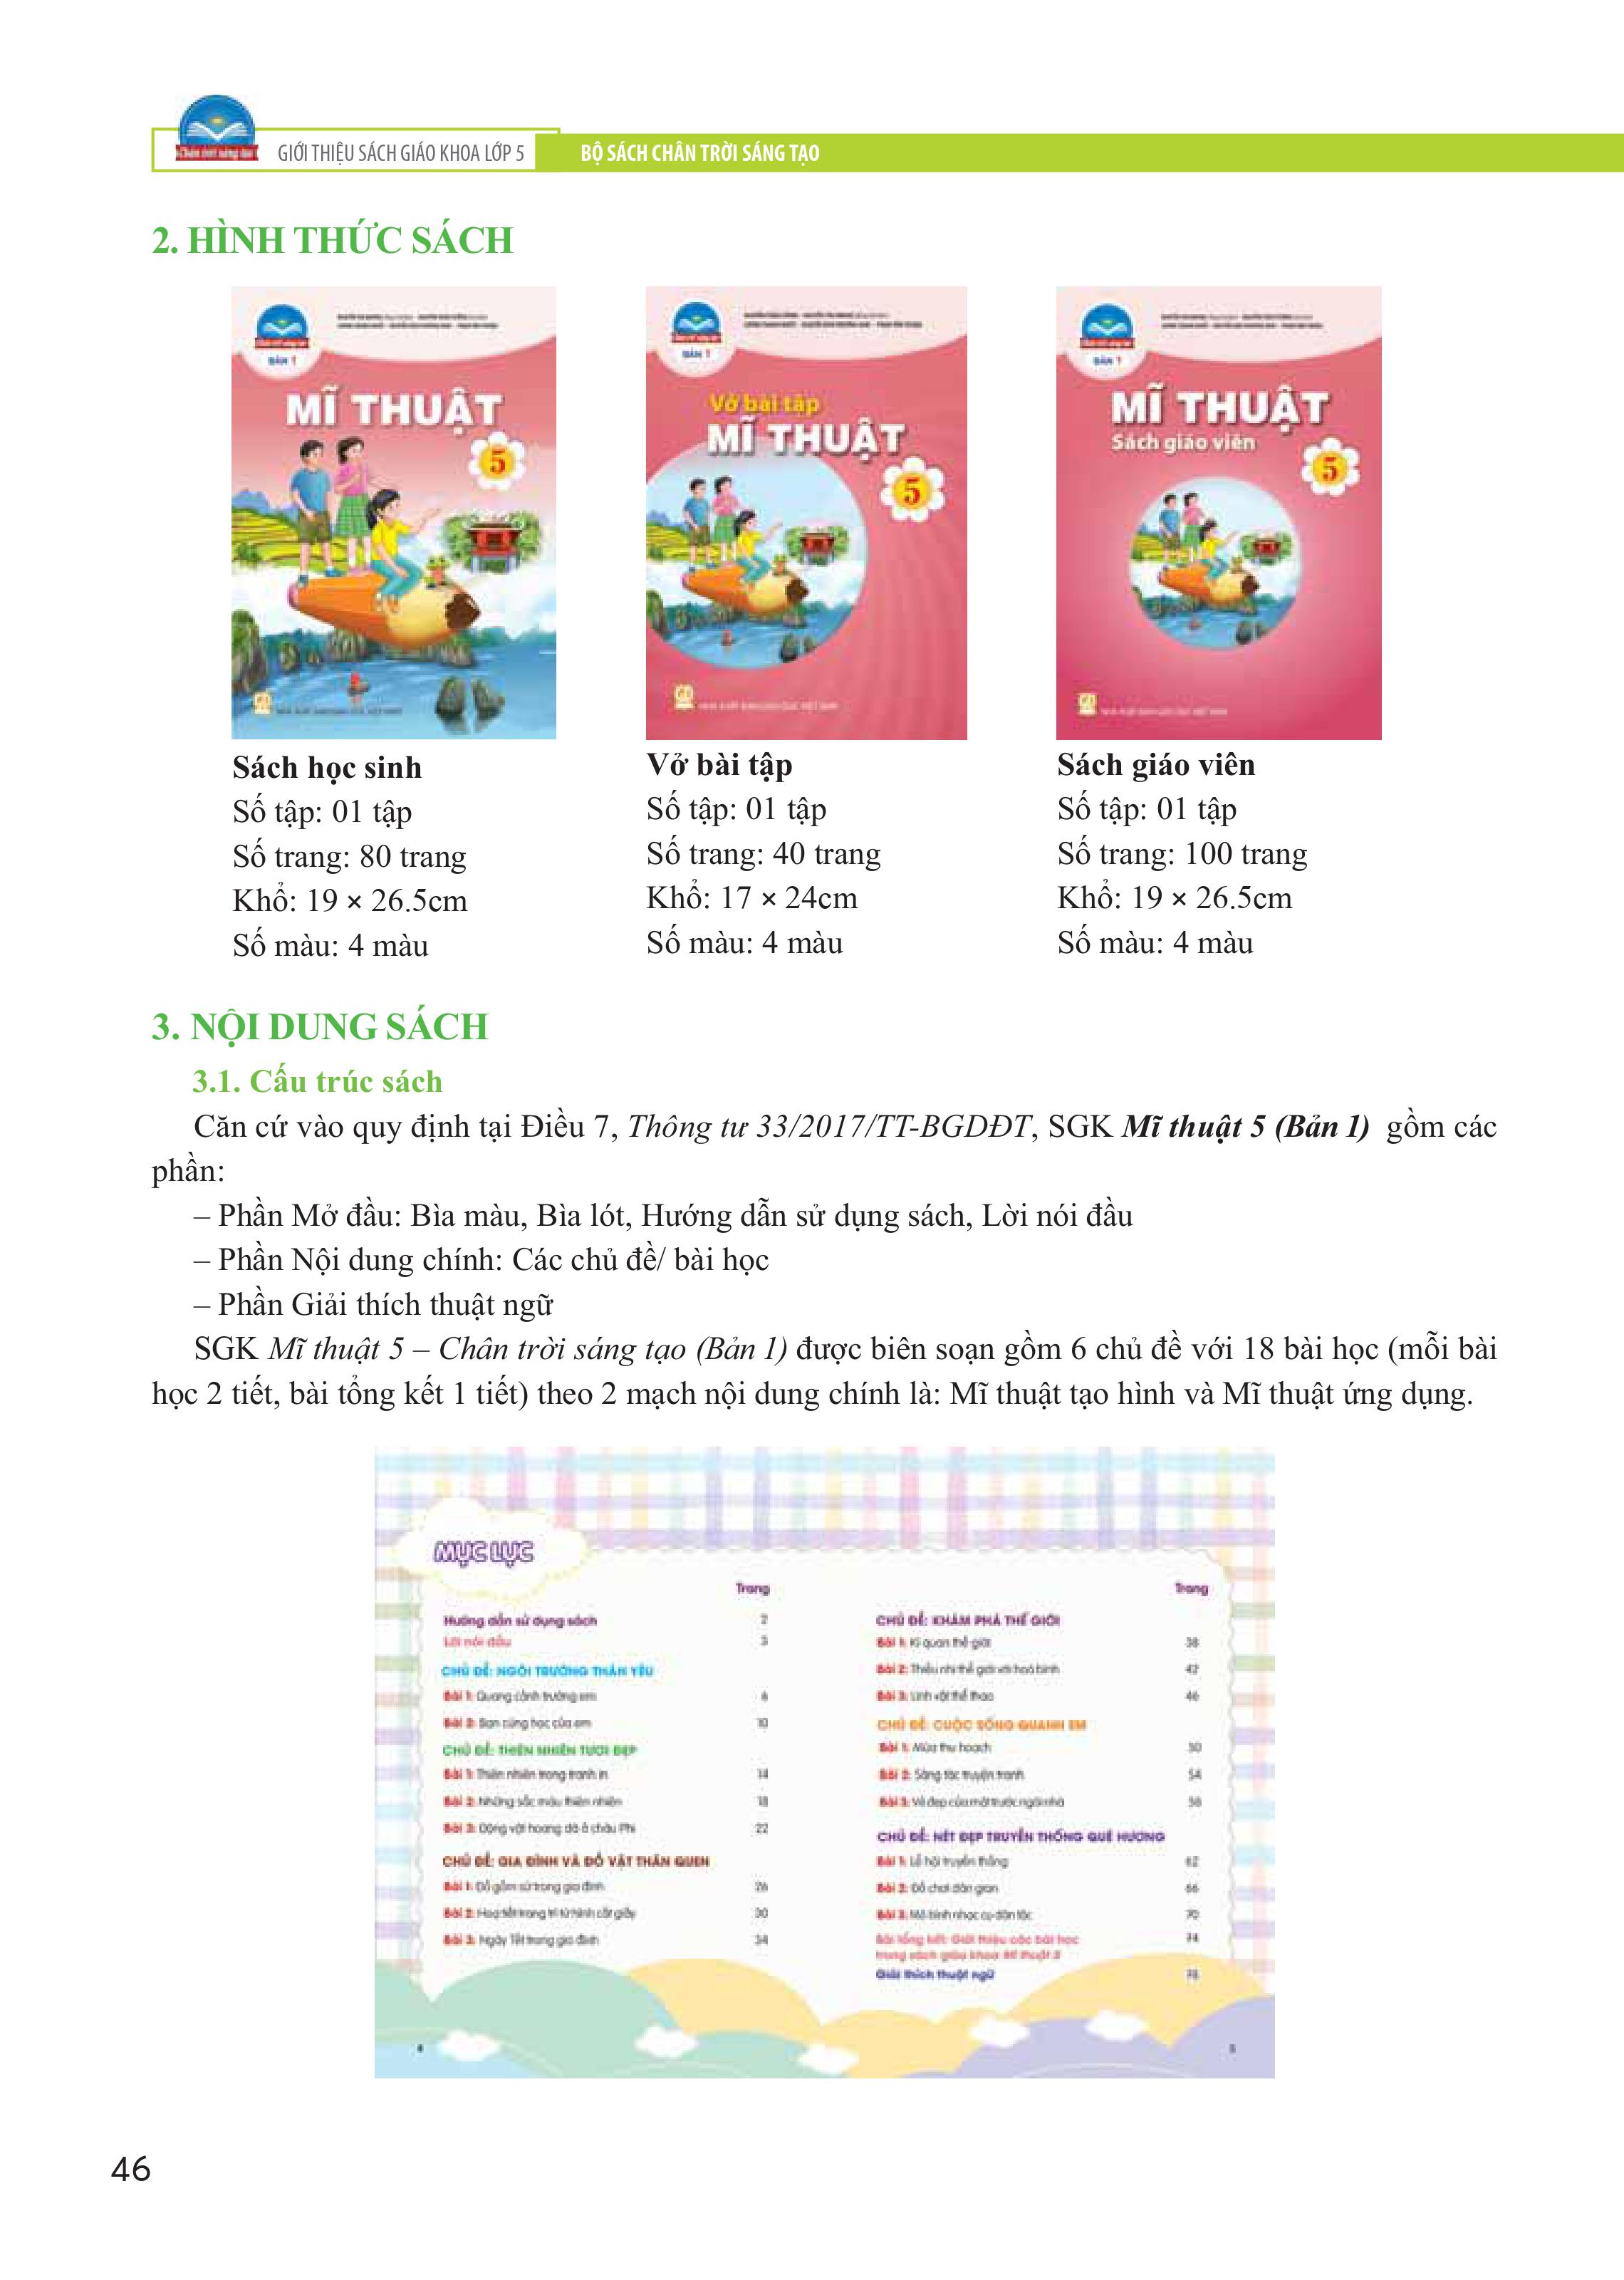 GIỚI THIỆU SÁCH GIÁO KHOA LỚP 5
BỘ SÁCH CHÂN TRỜI SÁNG TẠO
2. HÌNH THỨC SÁCH
BẢN 1
MĨ THUẬT
5
BẢN 1
Vở bài tập
MĨ THUẬT
5
BẢN 1
MĨ THUẬT
Sách giáo viên
5
Sách học sinh
Số tập: 01 tập
Số trang: 80 trang
Khổ: 19 × 26.5cm
Số màu: 4 màu
Vở bài tập
Số tập: 01 tập
Số trang: 40 trang
Khổ: 17 × 24cm
Số màu: 4 màu
Sách giáo viên
Số tập: 01 tập
Số trang: 100 trang
Khổ: 19 × 26.5cm
Số màu: 4 màu
3. NỘI DUNG SÁCH
3.1. Cấu trúc sách
Căn cứ vào quy định tại Điều 7, Thông tư 33/2017/TT-BGDĐT, SGK Mĩ thuật 5 (Bản 1) gồm các
phần:
– Phần Mở đầu: Bìa màu, Bìa lót, Hướng dẫn sử dụng sách, Lời nói đầu
– Phần Nội dung chính: Các chủ đề/ bài học
– Phần Giải thích thuật ngữ
SGK Mĩ thuật 5 – Chân trời sáng tạo (Bản 1) được biên soạn gồm 6 chủ đề với 18 bài học (mỗi bài
học 2 tiết, bài tổng kết 1 tiết) theo 2 mạch nội dung chính là: Mĩ thuật tạo hình và Mĩ thuật ứng dụng.
MỤC LỤC
Trang
Hướng dẫn sử dụng sách 2
Lời nói đầu 3
CHỦ ĐỀ: NGÔI TRƯỜNG THÂN YÊU
Bài 1: Quang cảnh trường em 6
Bài 2: Bạn cùng học của em 10
CHỦ ĐỀ: THIÊN NHIÊN TƯƠI ĐẸP
Bài 1: Thiên nhiên trong tranh in 14
Bài 2: Những sắc màu thiên nhiên 18
Bài 3: Động vật hoang dã ở châu Phi 22
CHỦ ĐỀ: GIA ĐÌNH VÀ ĐỒ VẬT THÂN QUEN
Bài 1: Đồ gốm sứ trong gia đình 26
Bài 2: Hoạ tiết trang trí từ hình cắt giấy 30
Bài 3: Ngày Tết trong gia đình 34
4
Trang
CHỦ ĐỀ: KHÁM PHÁ THẾ GIỚI
Bài 1: Kì quan thế giới 38
Bài 2: Thiếu nhi thế giới với hoà bình 42
Bài 3: Linh vật thể thao 46
CHỦ ĐỀ: CUỘC SỐNG QUANH EM
Bài 1: Mùa thu hoạch 50
Bài 2: Sáng tác truyện tranh 54
Bài 3: Vẻ đẹp của mặt trước ngôi nhà 58
CHỦ ĐỀ: NÉT ĐẸP TRUYỀN THỐNG QUÊ HƯƠNG
Bài 1: Lễ hội truyền thống 62
Bài 2: Đồ chơi dân gian 66
Bài 3: Mô hình nhạc cụ dân tộc 70
Bài tổng kết: Giới thiệu các bài học 74
trong sách giáo khoa Mĩ thuật 5
Giải thích thuật ngữ 78
5
46